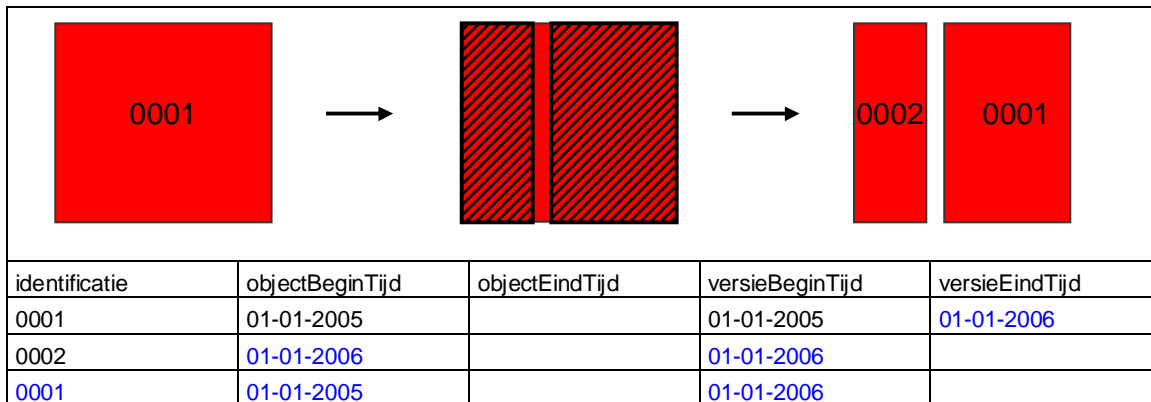 0001
0002 0001
identificatie objectBeginTijd objectEindTijd versieBeginTijd versieEindTijd
0001 01-01-2005 01-01-2005 01-01-2006
0002 01-01-2006 01-01-2006
0001 01-01-2005 01-01-2006